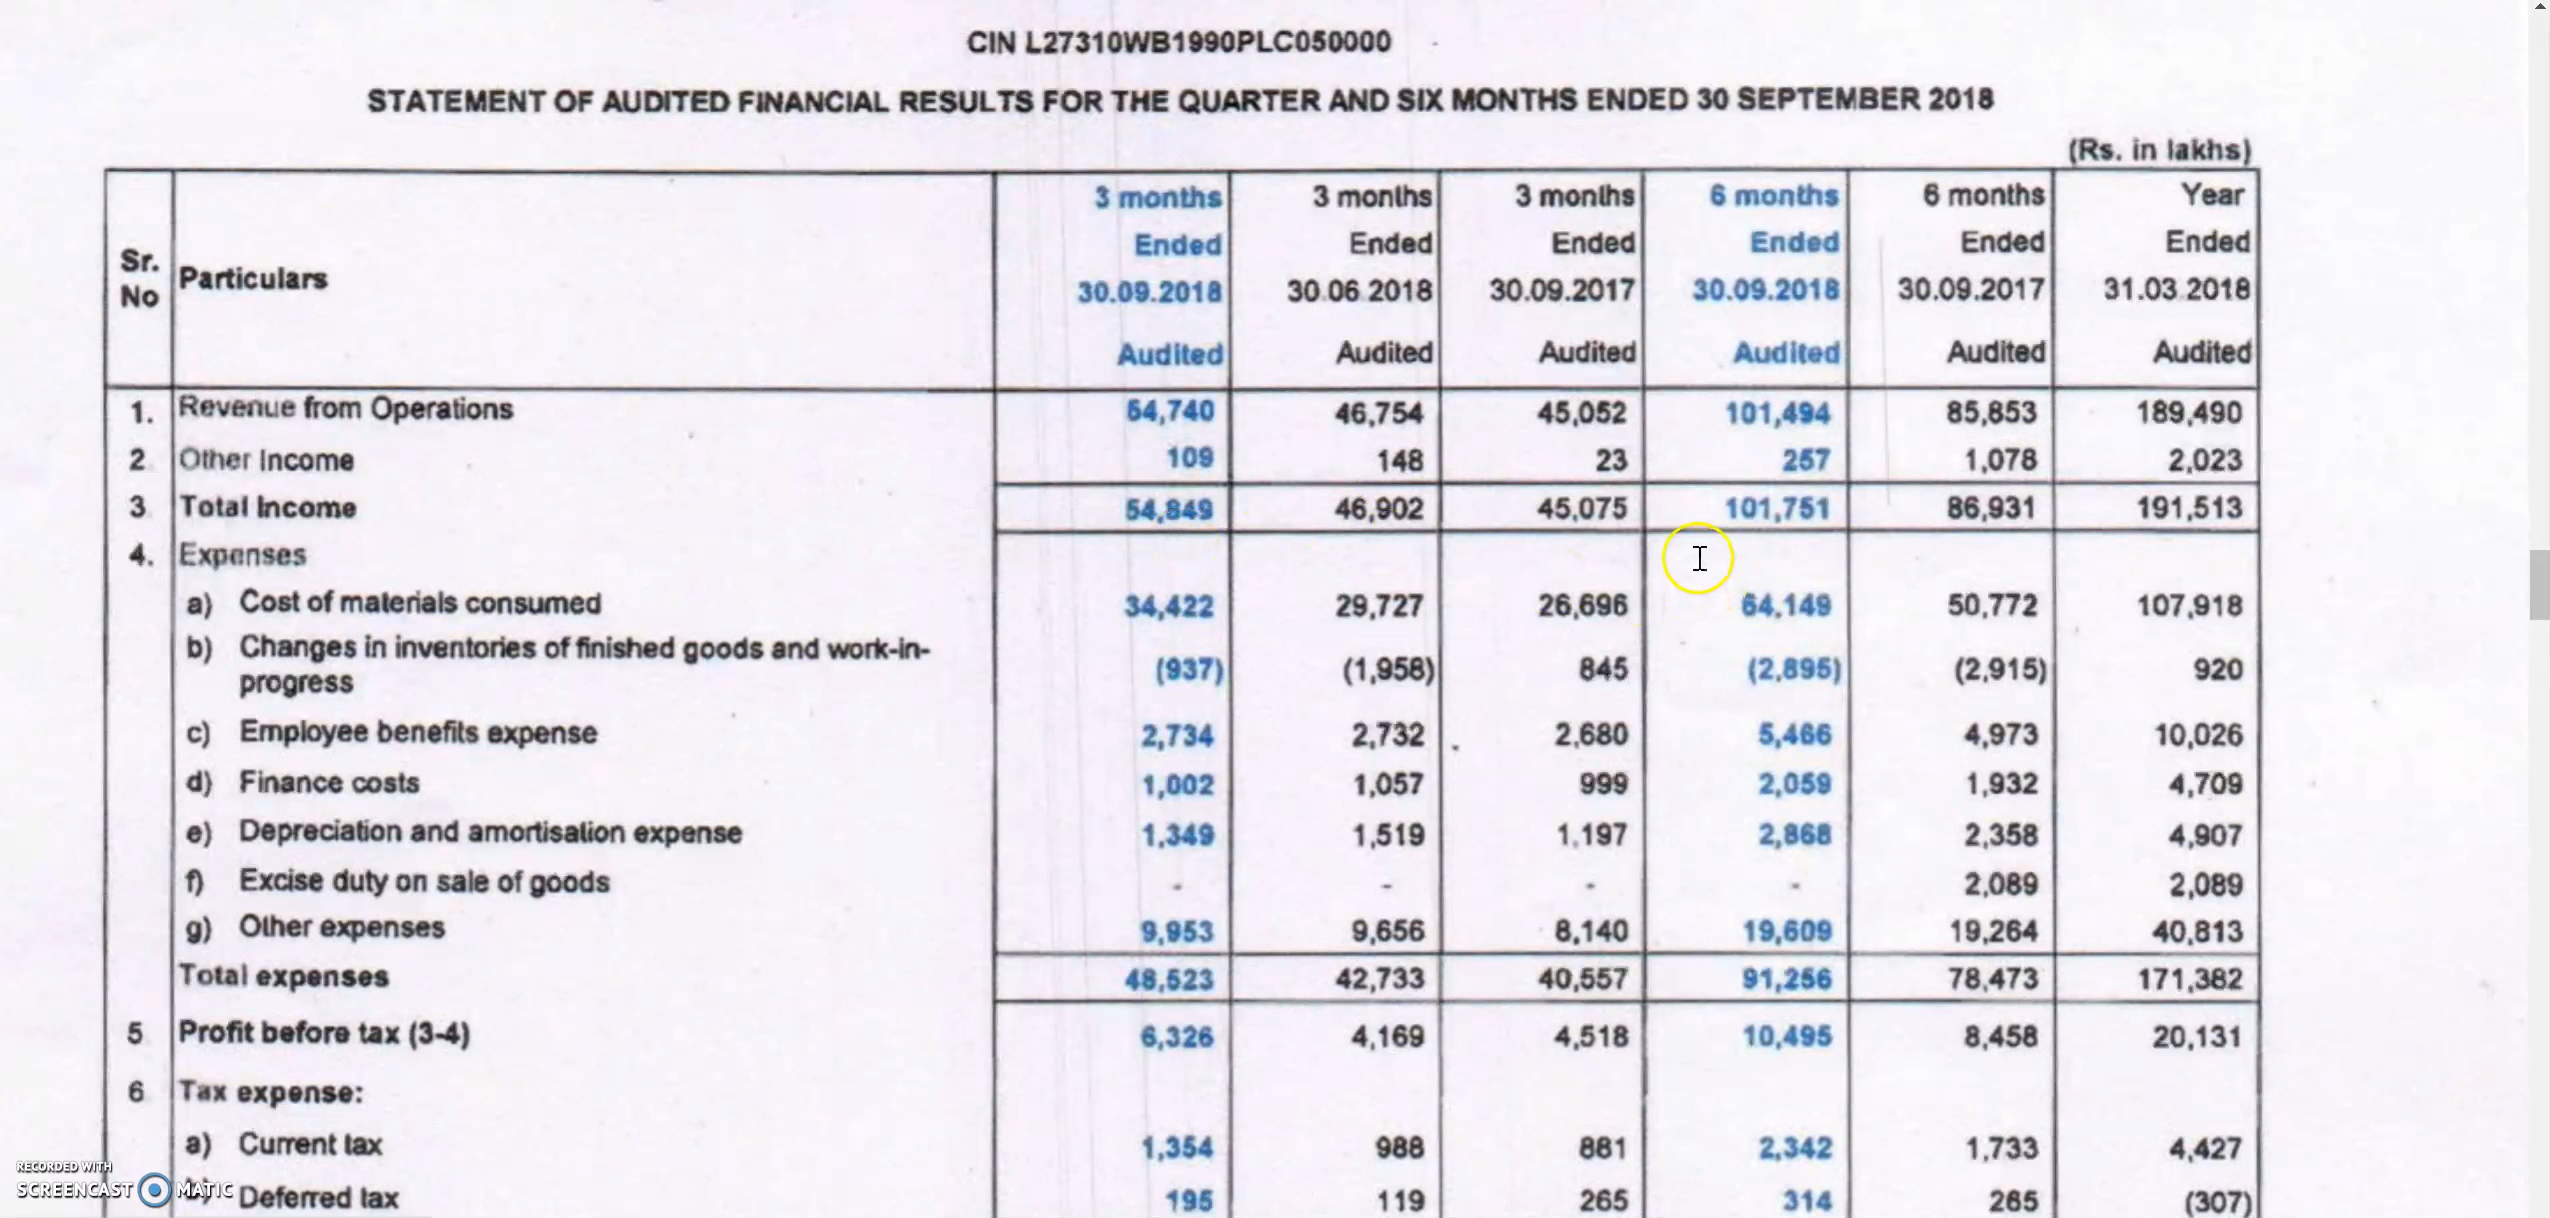 CIN L27310WB1990PLC050000
STATEMENT OF AUDITED FINANCIAL RESULTS FOR THE QUARTER AND SIX MONTHS ENDED 30 SEPTEMBER 2018
(Rs. in lakhs)
Sr. No Particulars 3 months Ended 30.09.2018 Audited 3 months Ended 30.06.2018 Audited 3 months Ended 30.09.2017 Audited 6 months Ended 30.09.2018 Audited 6 months Ended 30.09.2017 Audited Year Ended 31.03.2018 Audited
1. Revenue from Operations 54,740 46,754 45,052 101,494 85,853 189,490
2 Other Income 109 148 23 257 1,078 2,023
3 Total Income 54,849 46,902 45,075 101,751 86,931 191,513
4. Expenses
a) Cost of materials consumed 34,422 29,727 26,696 64,149 50,772 107,918
b) Changes in inventories of finished goods and work-in-
progress (937) (1,958) 845 (2,895) (2,915) 920
c) Employee benefits expense 2,734 2,732 2,680 5,466 4,973 10,026
d) Finance costs 1,002 1,057 999 2,059 1,932 4,709
e) Depreciation and amortisation expense 1,349 1,519 1,197 2,868 2,358 4,907
f) Excise duty on sale of goods - - - - 2,089 2,089
g) Other expenses 9,953 9,656 8,140 19,609 19,264 40,813
Total expenses 48,523 42,733 40,557 91,256 78,473 171,382
5 Profit before tax (3-4) 6,326 4,169 4,518 10,495 8,458 20,131
6 Tax expense:
a) Current tax 1,354 988 881 2,342 1,733 4,427
b) Deferred tax 195 119 265 314 265 (307)
RECORDED WITH
SCREENCAST MATIC